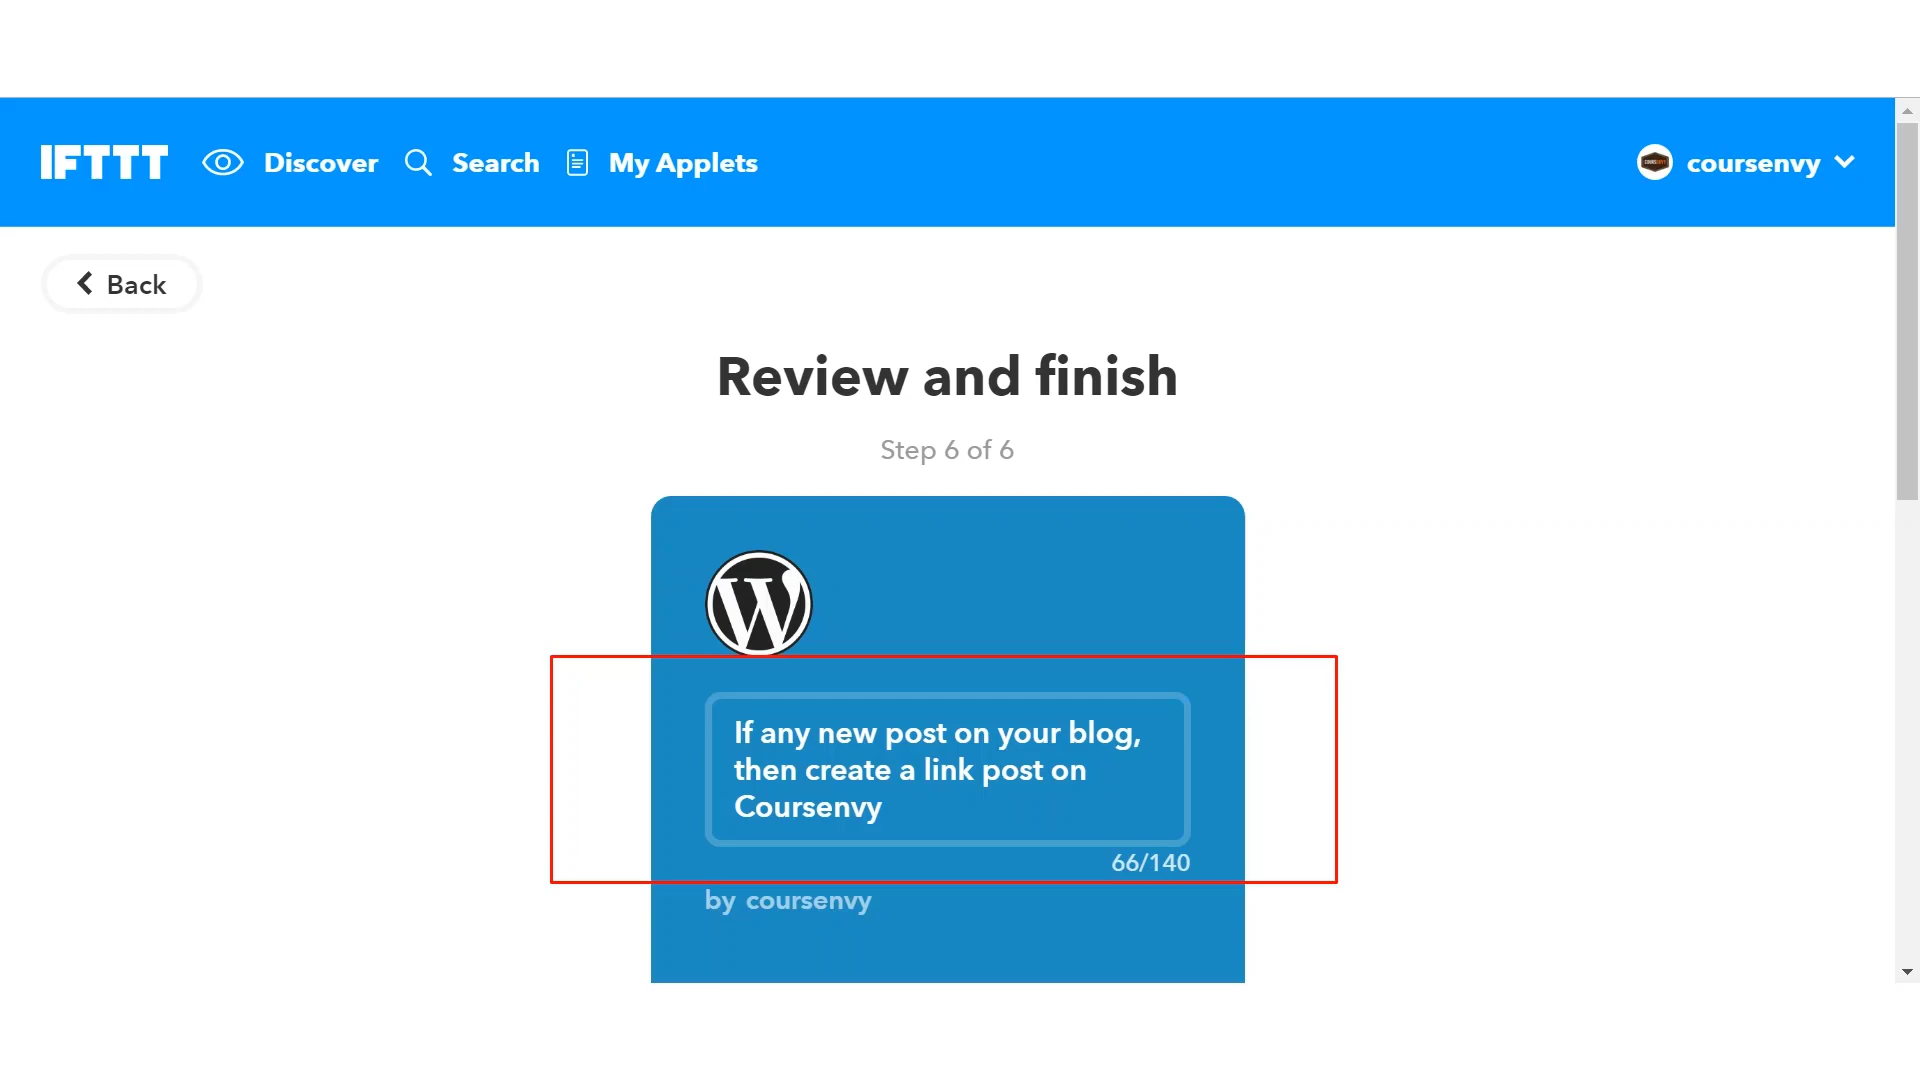 IFTTT Discover Search My Applets coursenvy
Back
Review and finish
Step 6 of 6
If any new post on your blog,
then create a link post on
Coursenvy
66/140
by coursenvy